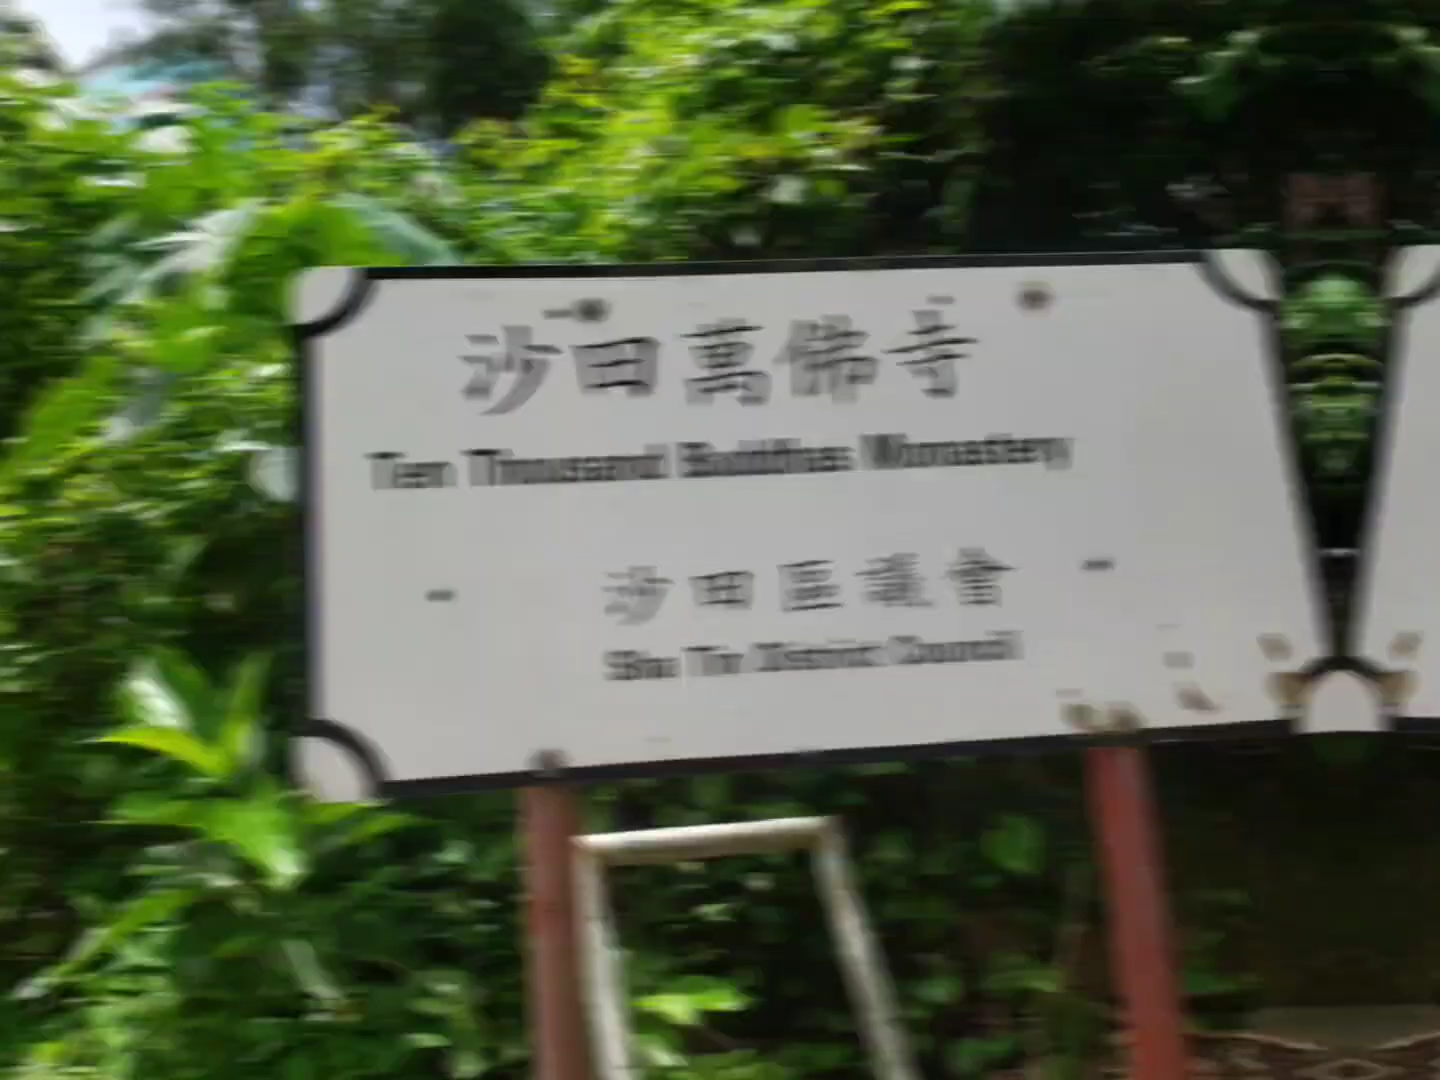 沙田萬佛寺
Ten Thousand Buddhas Monastery
沙田區議會
Sha Tin District Council